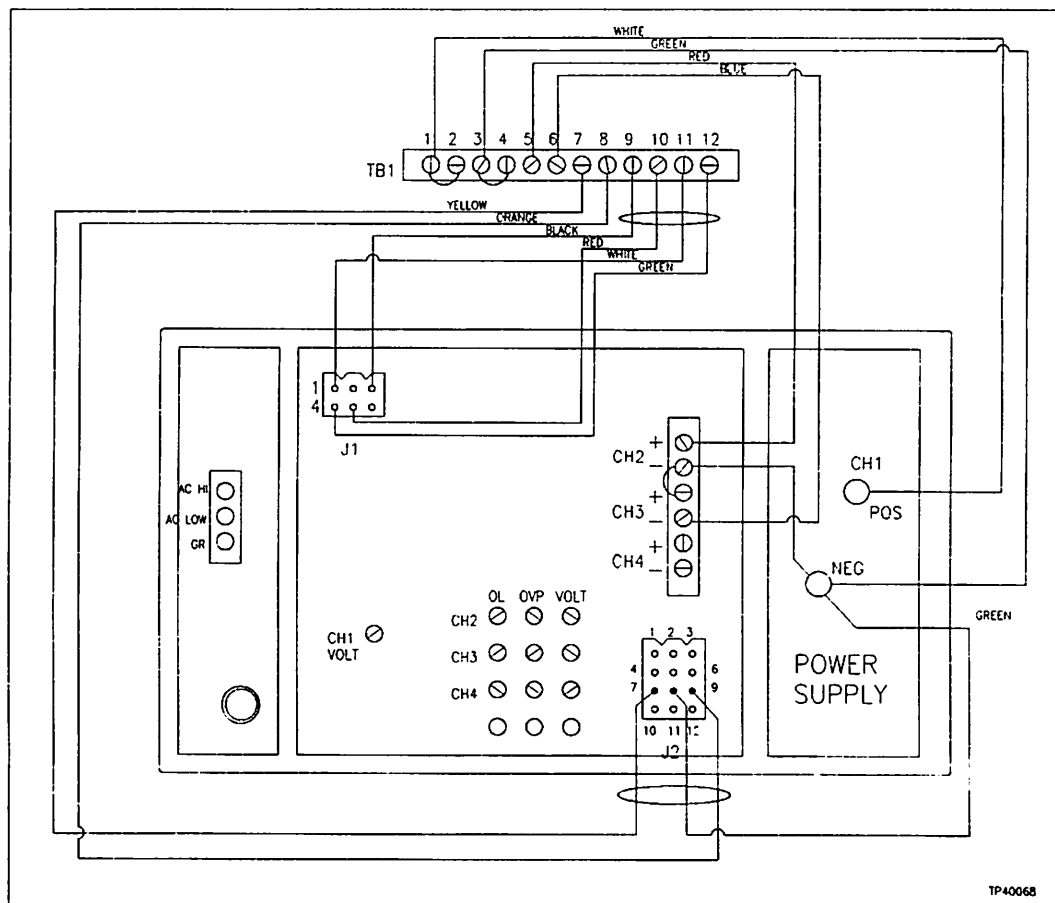 WHITE
GREEN
RED
BLUE
1 2 3 4 5 6 7 8 9 10 11 12
TB1
YELLOW
ORANGE
BLACK
RED
WHITE
GREEN
1
4
J1
+
CH2
−
+
CH3
−
+
CH4
−
CH1
POS
AC HI
AC LOW
GR
NEG
GREEN
OL OVP VOLT
CH2
CH3
CH4
CH1
VOLT
1 2 3
4 6
7 9
10 11 12
J2
POWER
SUPPLY
TP40068